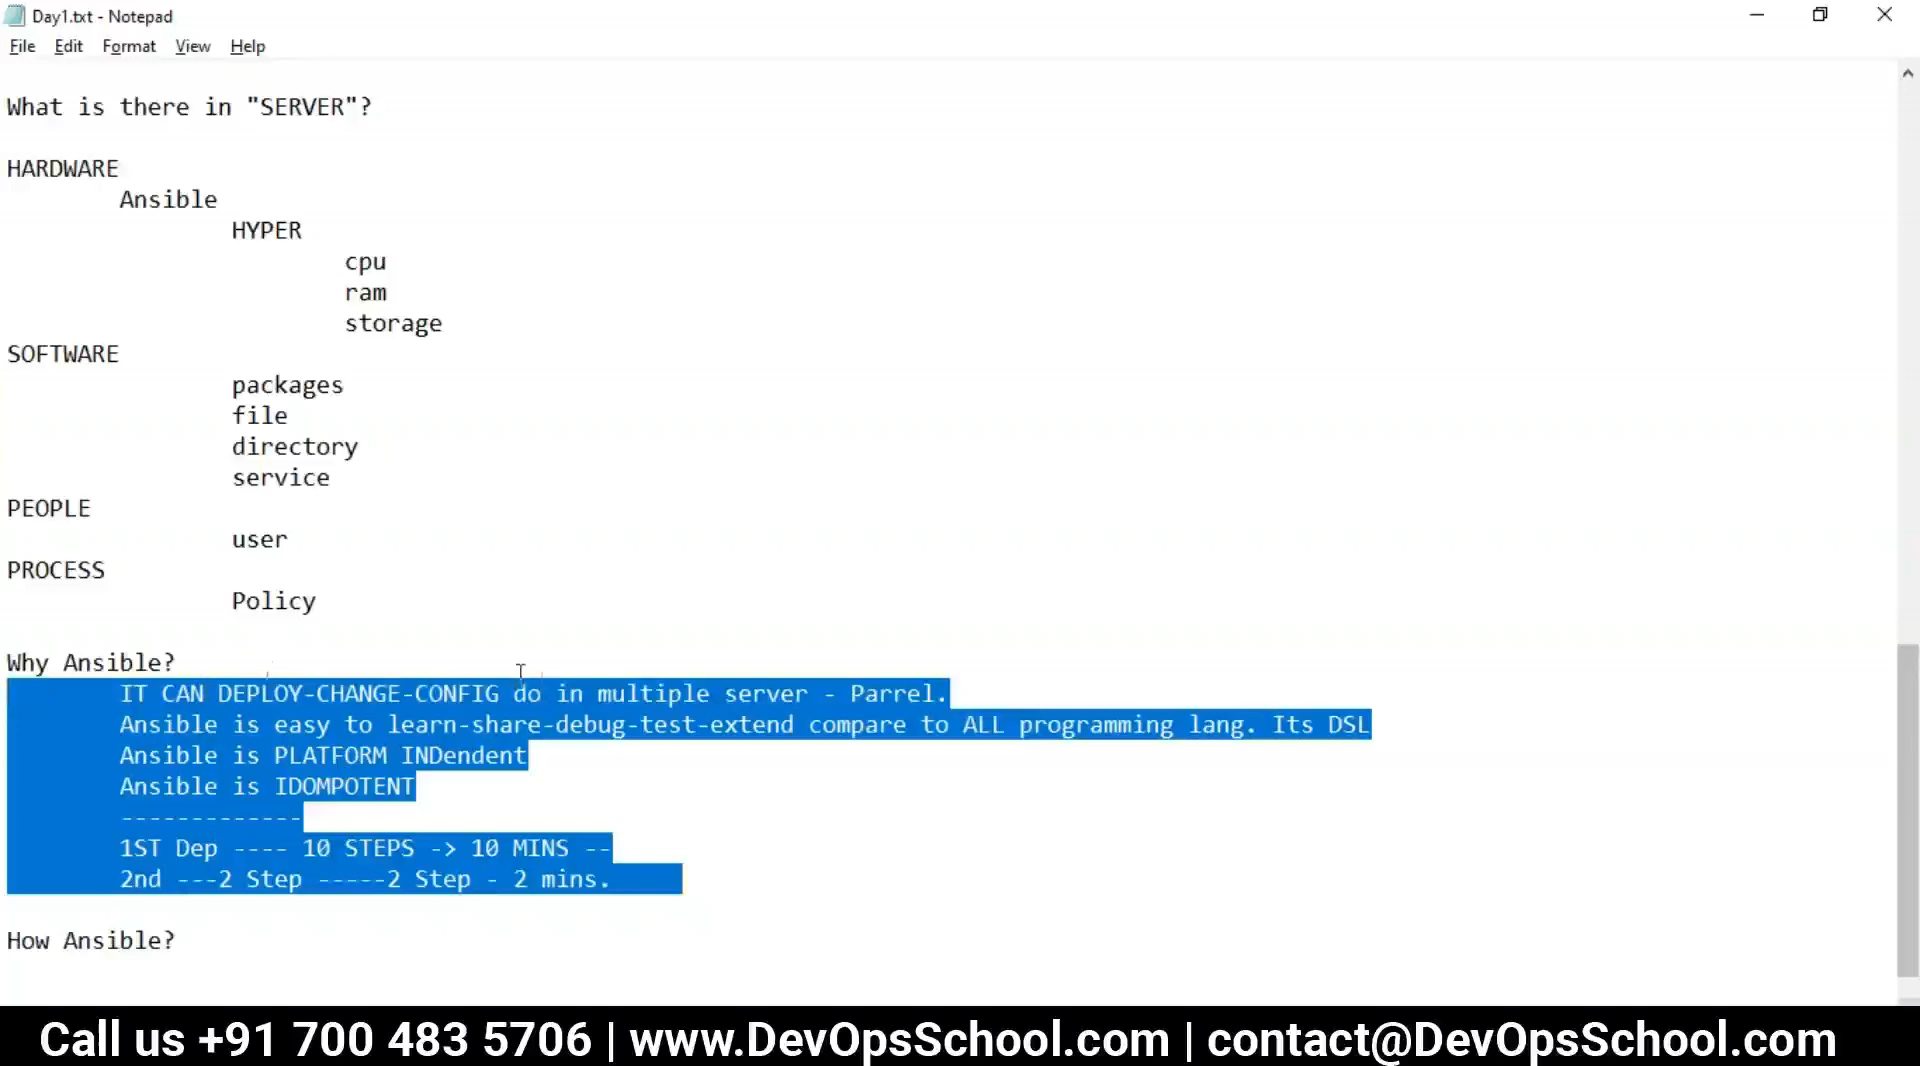 Day1.txt - Notepad
File Edit Format View Help
What is there in "SERVER"?
HARDWARE
Ansible
HYPER
cpu
ram
storage
SOFTWARE
packages
file
directory
service
PEOPLE
user
PROCESS
Policy
Why Ansible?
IT CAN DEPLOY-CHANGE-CONFIG do in multiple server - Parrel.
Ansible is easy to learn-share-debug-test-extend compare to ALL programming lang. Its DSL
Ansible is PLATFORM INDendent
Ansible is IDOMPOTENT
-------------
1ST Dep ---- 10 STEPS -> 10 MINS --
2nd ---2 Step -----2 Step - 2 mins.
How Ansible?
Call us +91 700 483 5706 | www.DevOpsSchool.com | contact@DevOpsSchool.com